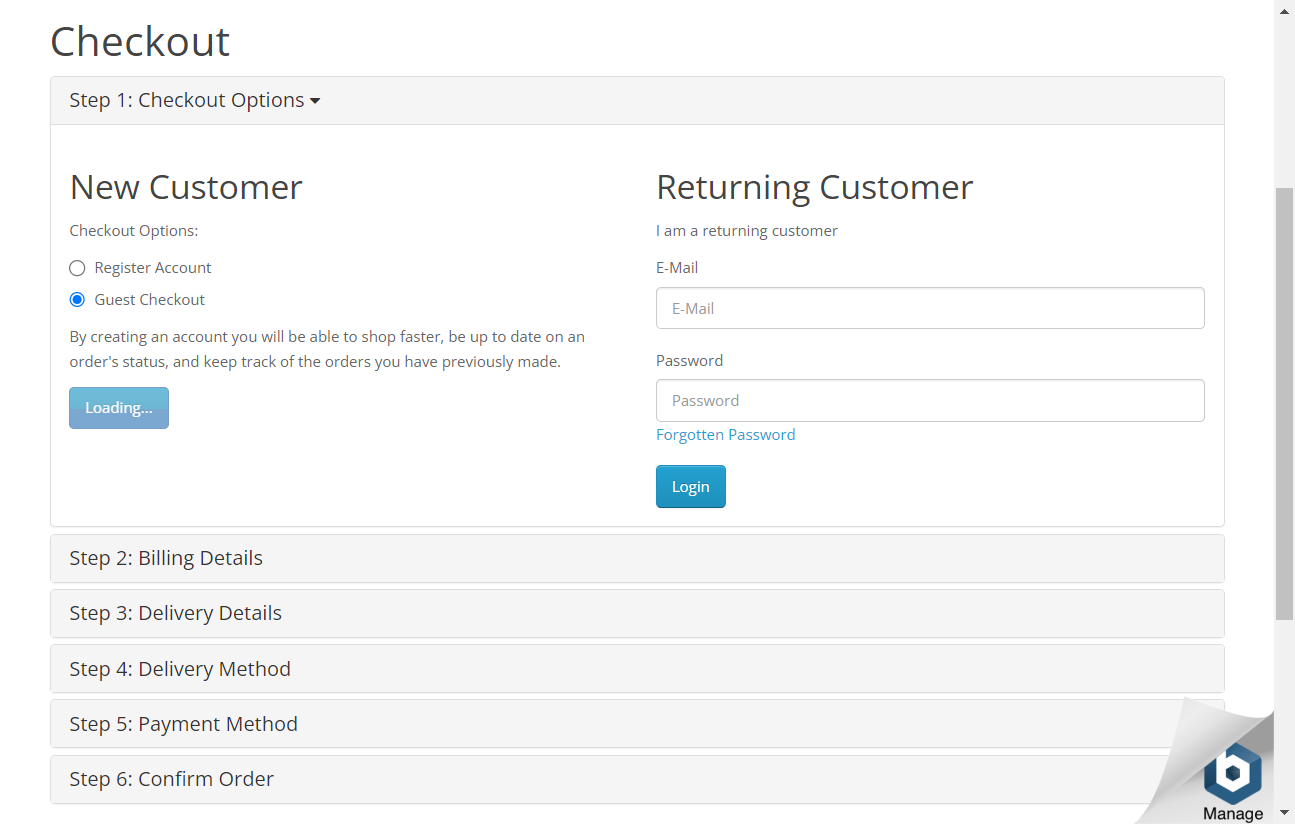 Checkout
Step 1: Checkout Options
New Customer
Checkout Options:
Register Account
Guest Checkout
By creating an account you will be able to shop faster, be up to date on an
order's status, and keep track of the orders you have previously made.
Loading...
Returning Customer
I am a returning customer
E-Mail
E-Mail
Password
Password
Forgotten Password
Login
Step 2: Billing Details
Step 3: Delivery Details
Step 4: Delivery Method
Step 5: Payment Method
Step 6: Confirm Order
b
Manage